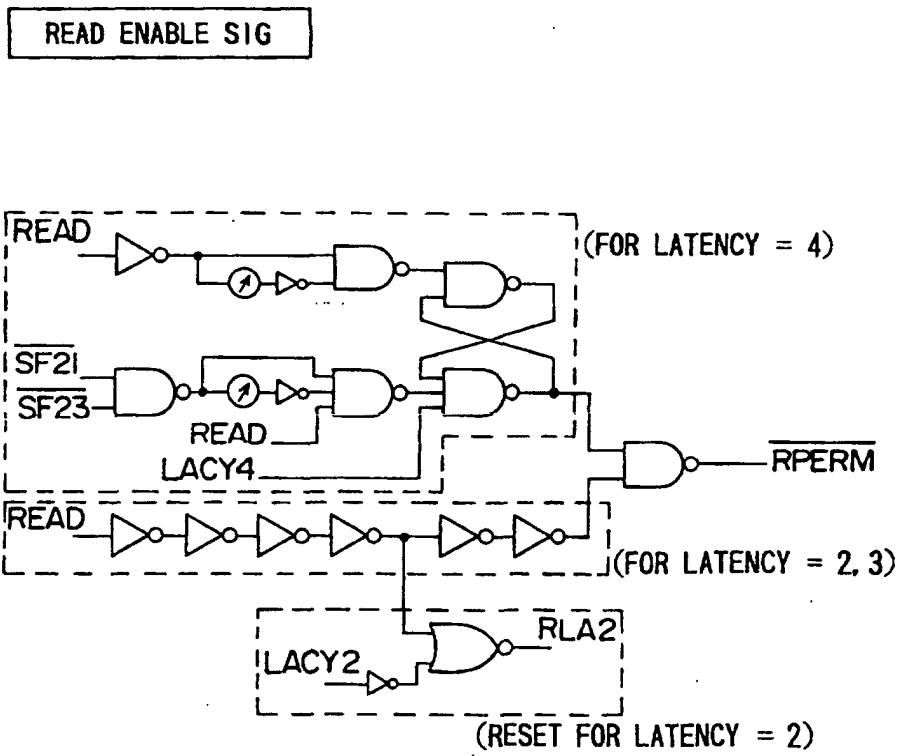 READ ENABLE SIG
READ
(FOR LATENCY = 4)
SF21
SF23
READ
LACY4
RPERM
READ
(FOR LATENCY = 2, 3)
RLA2
LACY2
(RESET FOR LATENCY = 2)